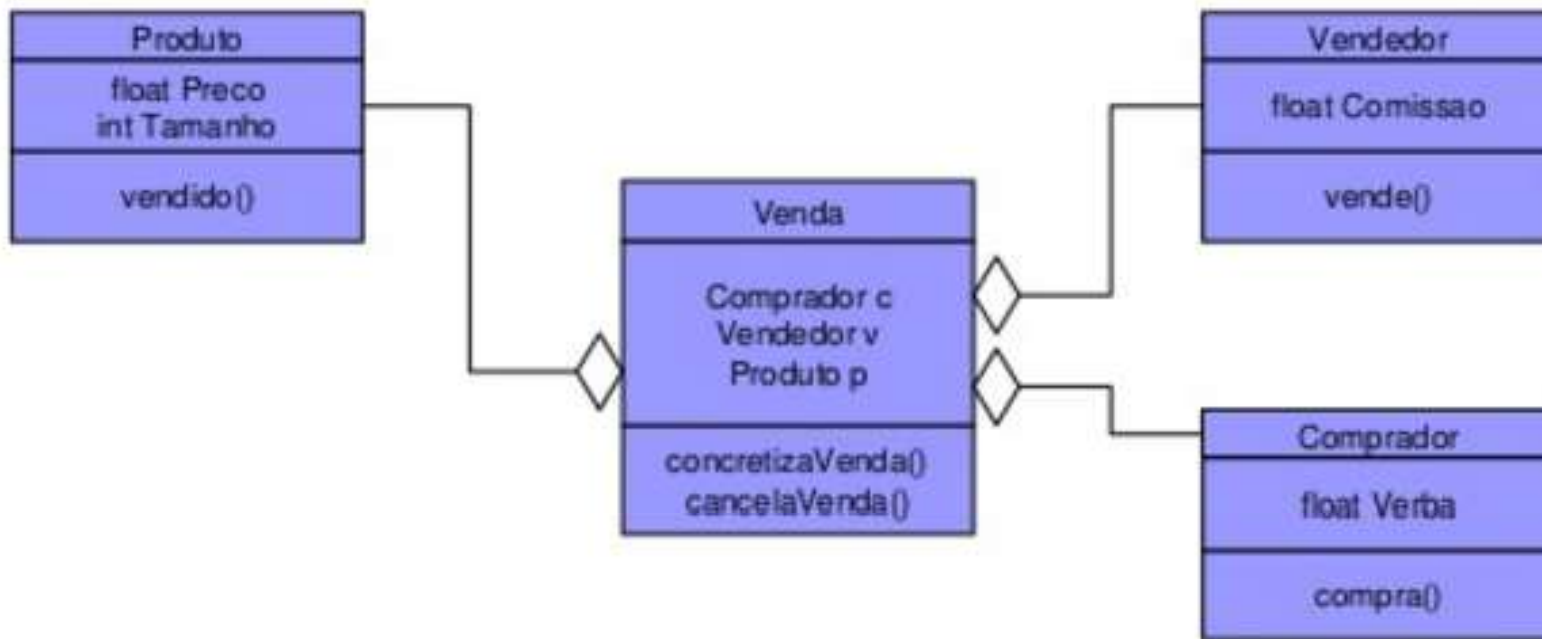 Produto
float Preco
int Tamanho
vendido()
Vendedor
float Comissao
vende()
Venda
Comprador c
Vendedor v
Produto p
concretizaVenda()
cancelaVenda()
Comprador
float Verba
compra()